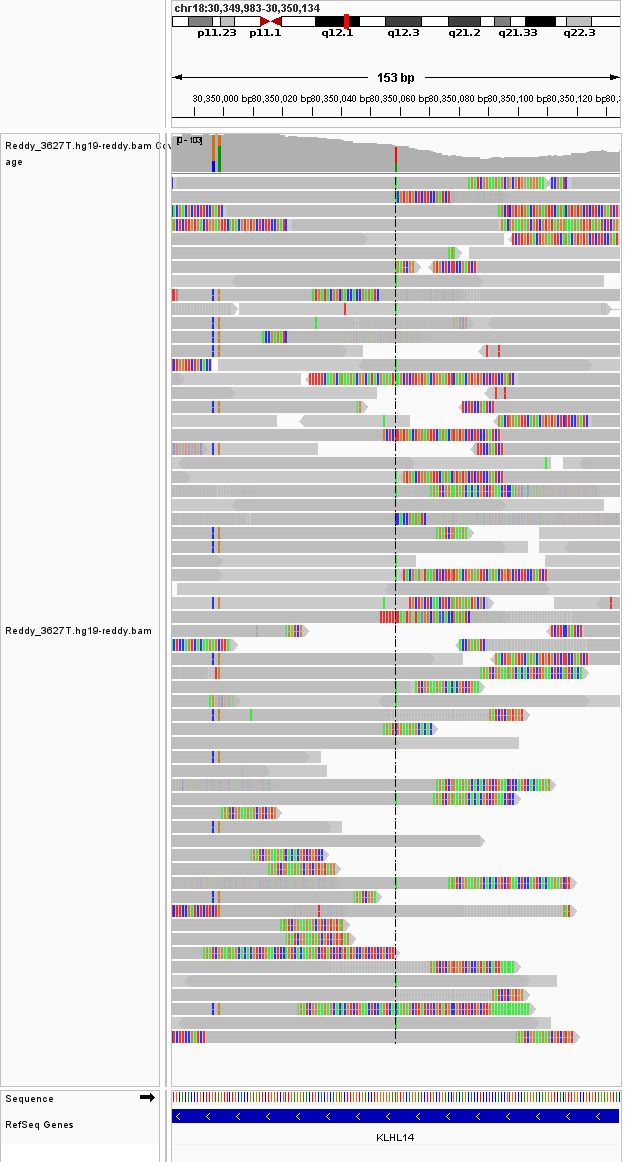 chr18:30,349,983-30,350,134
p11.23 p11.1 q12.1 q12.3 q21.2 q21.33 q22.3
153 bp
30,350,000 bp 30,350,020 bp 30,350,040 bp 30,350,060 bp 30,350,080 bp 30,350,100 bp 30,350,120 bp
Reddy_3627T.hg19-reddy.bam Cov
age
[0 - 103]
Reddy_3627T.hg19-reddy.bam
Sequence
RefSeq Genes
KLHL14